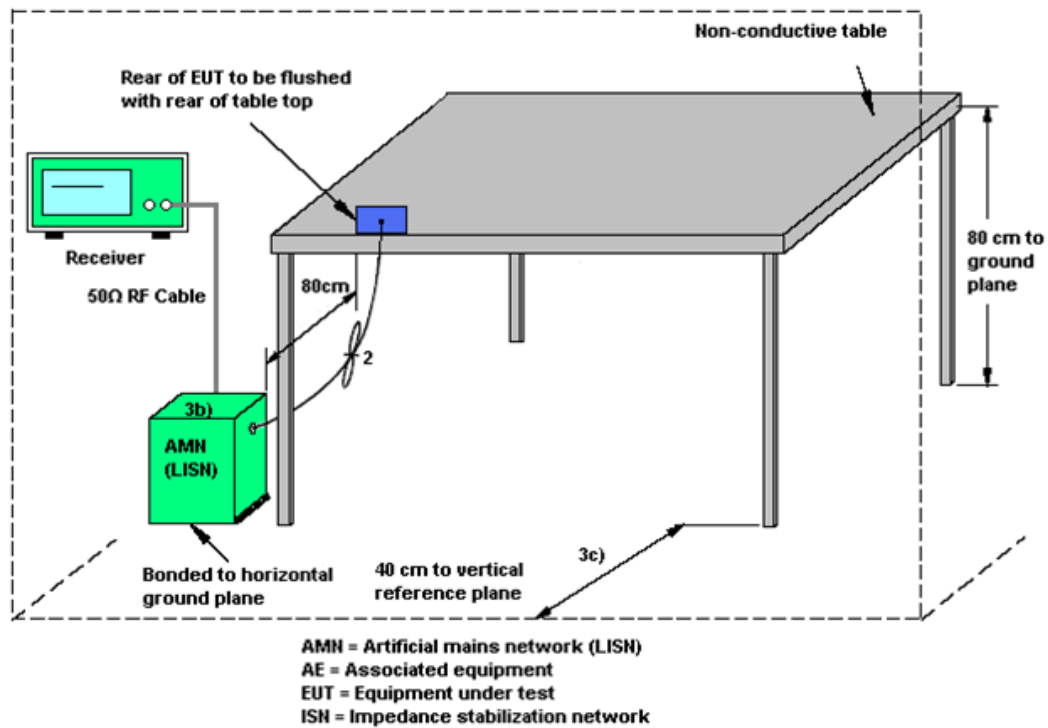 Non-conductive table
Rear of EUT to be flushed
with rear of table top
Receiver
80 cm to
ground
plane
80cm
50Ω RF Cable
2
3b)
AMN
(LISN)
3c)
Bonded to horizontal
ground plane
40 cm to vertical
reference plane
AMN = Artificial mains network (LISN)
AE = Associated equipment
EUT = Equipment under test
ISN = Impedance stabilization network